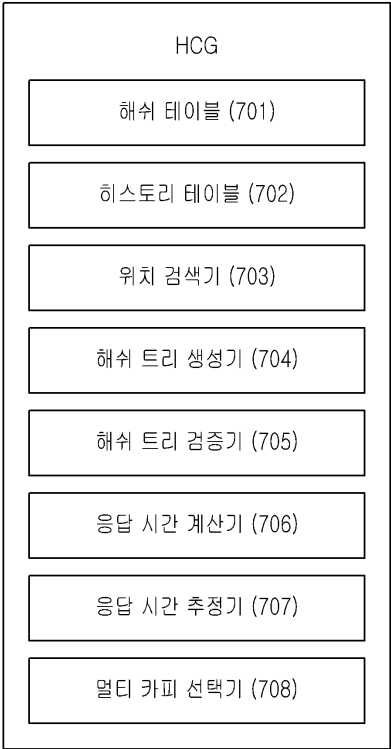 HCG
해쉬 테이블 (701)
히스토리 테이블 (702)
위치 검색기 (703)
해쉬 트리 생성기 (704)
해쉬 트리 검증기 (705)
응답 시간 계산기 (706)
응답 시간 추정기 (707)
멀티 카피 선택기 (708)